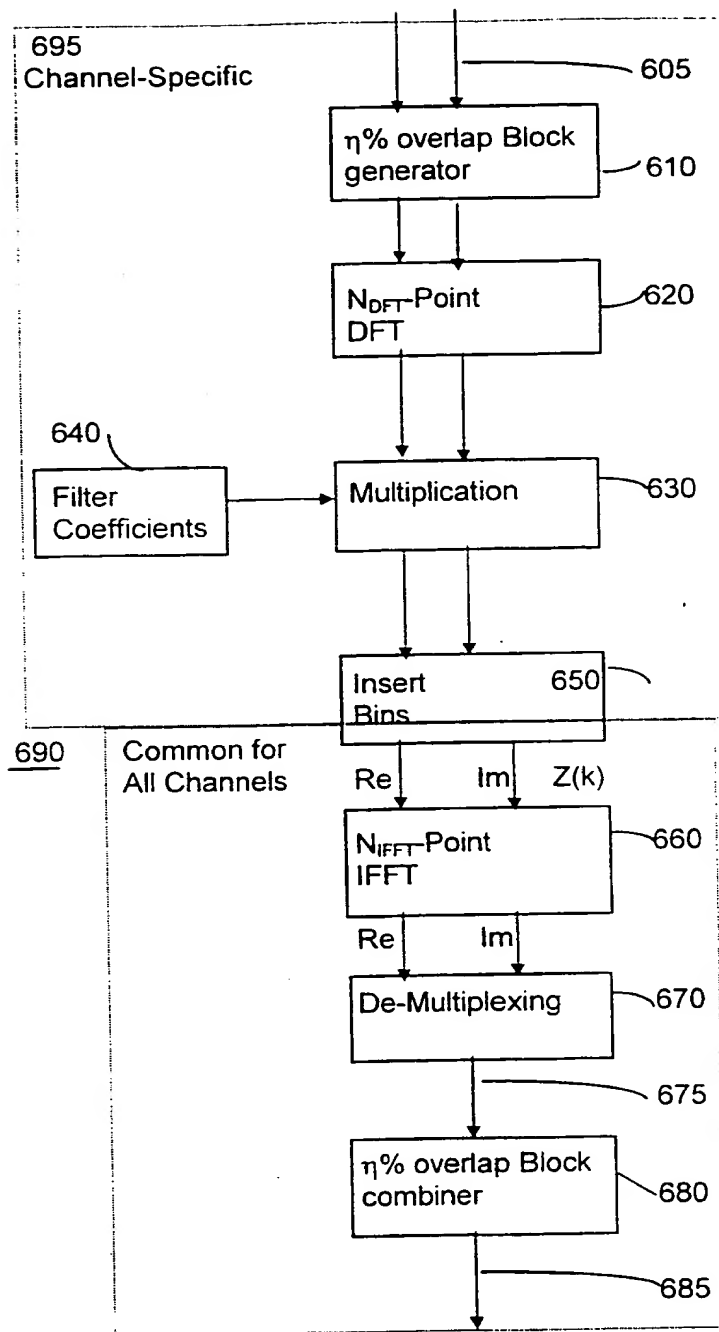 695
Channel-Specific
605
η% overlap Block
generator
610
N_DFT-Point
DFT
620
640
Filter
Coefficients
Multiplication
630
Insert
Bins
650
690
Common for
All Channels
Re
Im
Z(k)
N_IFFT-Point
IFFT
660
Re
Im
De-Multiplexing
670
675
η% overlap Block
combiner
680
685